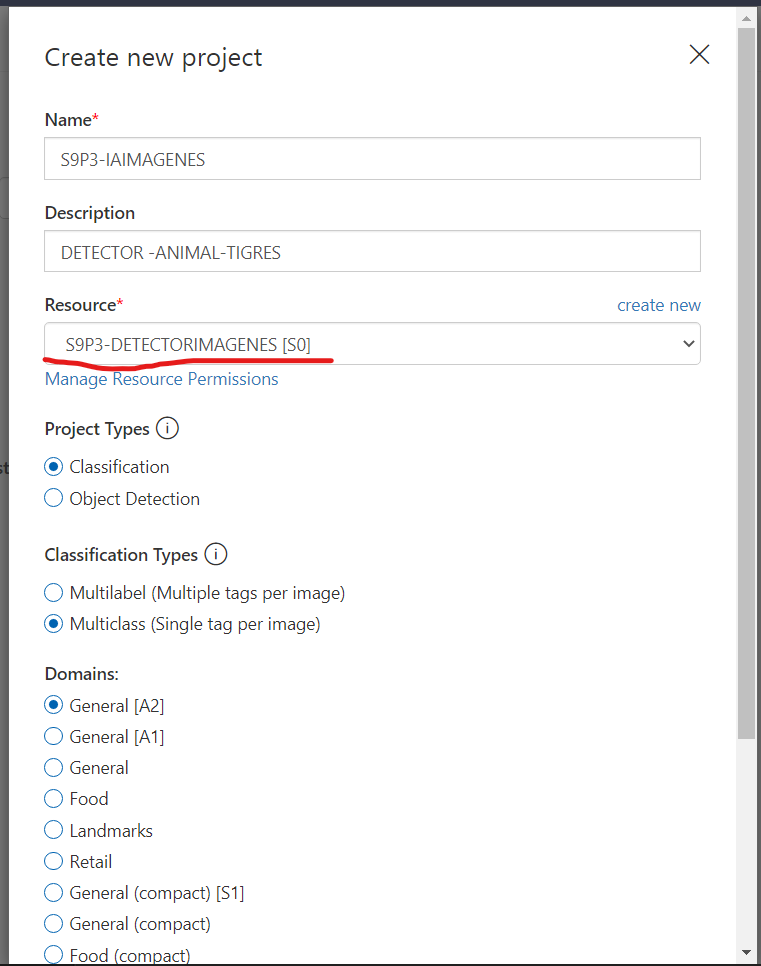 Create new project
Name*
S9P3-IAIMAGENES
Description
DETECTOR -ANIMAL-TIGRES
Resource*
create new
S9P3-DETECTORIMAGENES [S0]
Manage Resource Permissions
Project Types i
Classification
Object Detection
Classification Types i
Multilabel (Multiple tags per image)
Multiclass (Single tag per image)
Domains:
General [A2]
General [A1]
General
Food
Landmarks
Retail
General (compact) [S1]
General (compact)
Food (compact)
st